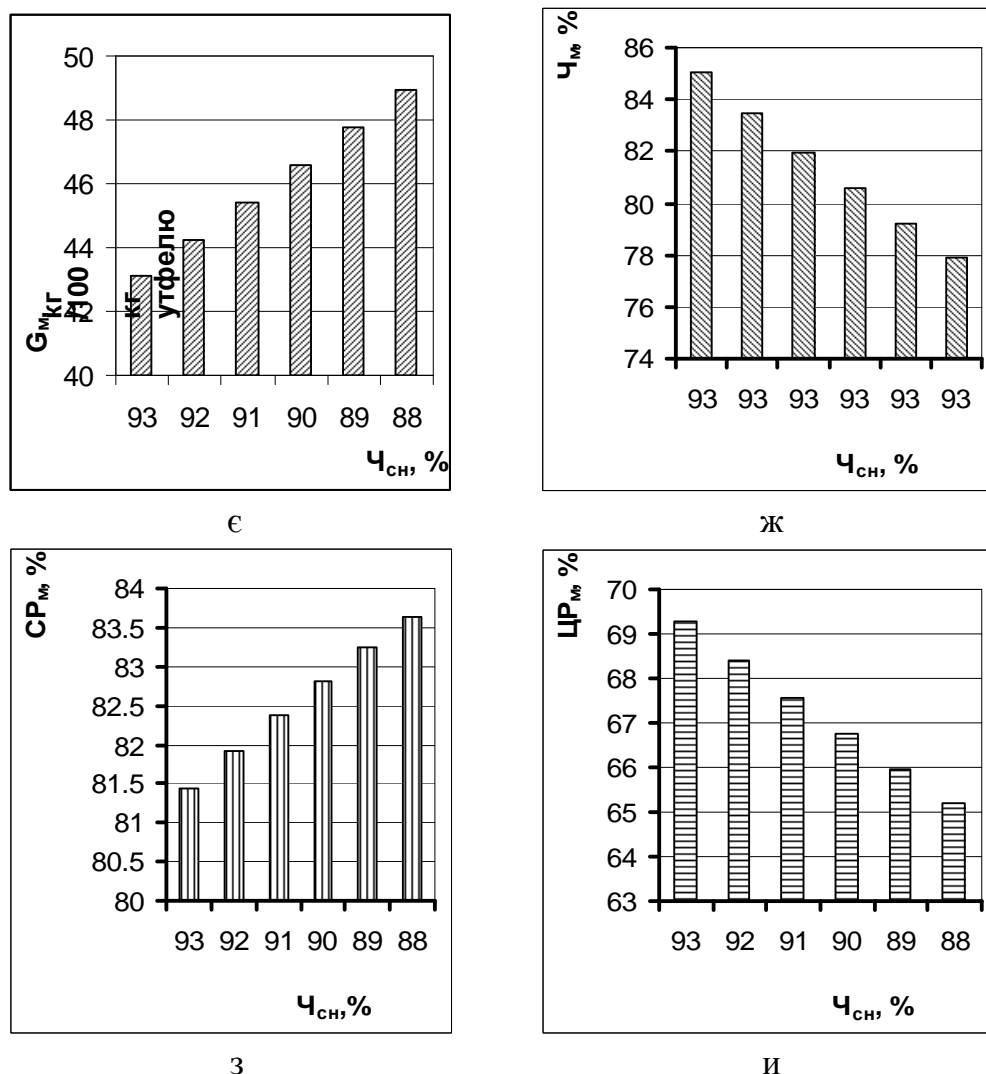 50
48
46
44
42
40
Gм, кг
/100
кг
утфелю
93 92 91 90 89 88
Чсн, %
є
Чм, %
86
84
82
80
78
76
74
93 93 93 93 93 93
Чсн, %
ж
СРм, %
84
83.5
83
82.5
82
81.5
81
80.5
80
93 92 91 90 89 88
Чсн,%
з
ЦРм, %
70
69
68
67
66
65
64
63
93 92 91 90 89 88
Чсн, %
и